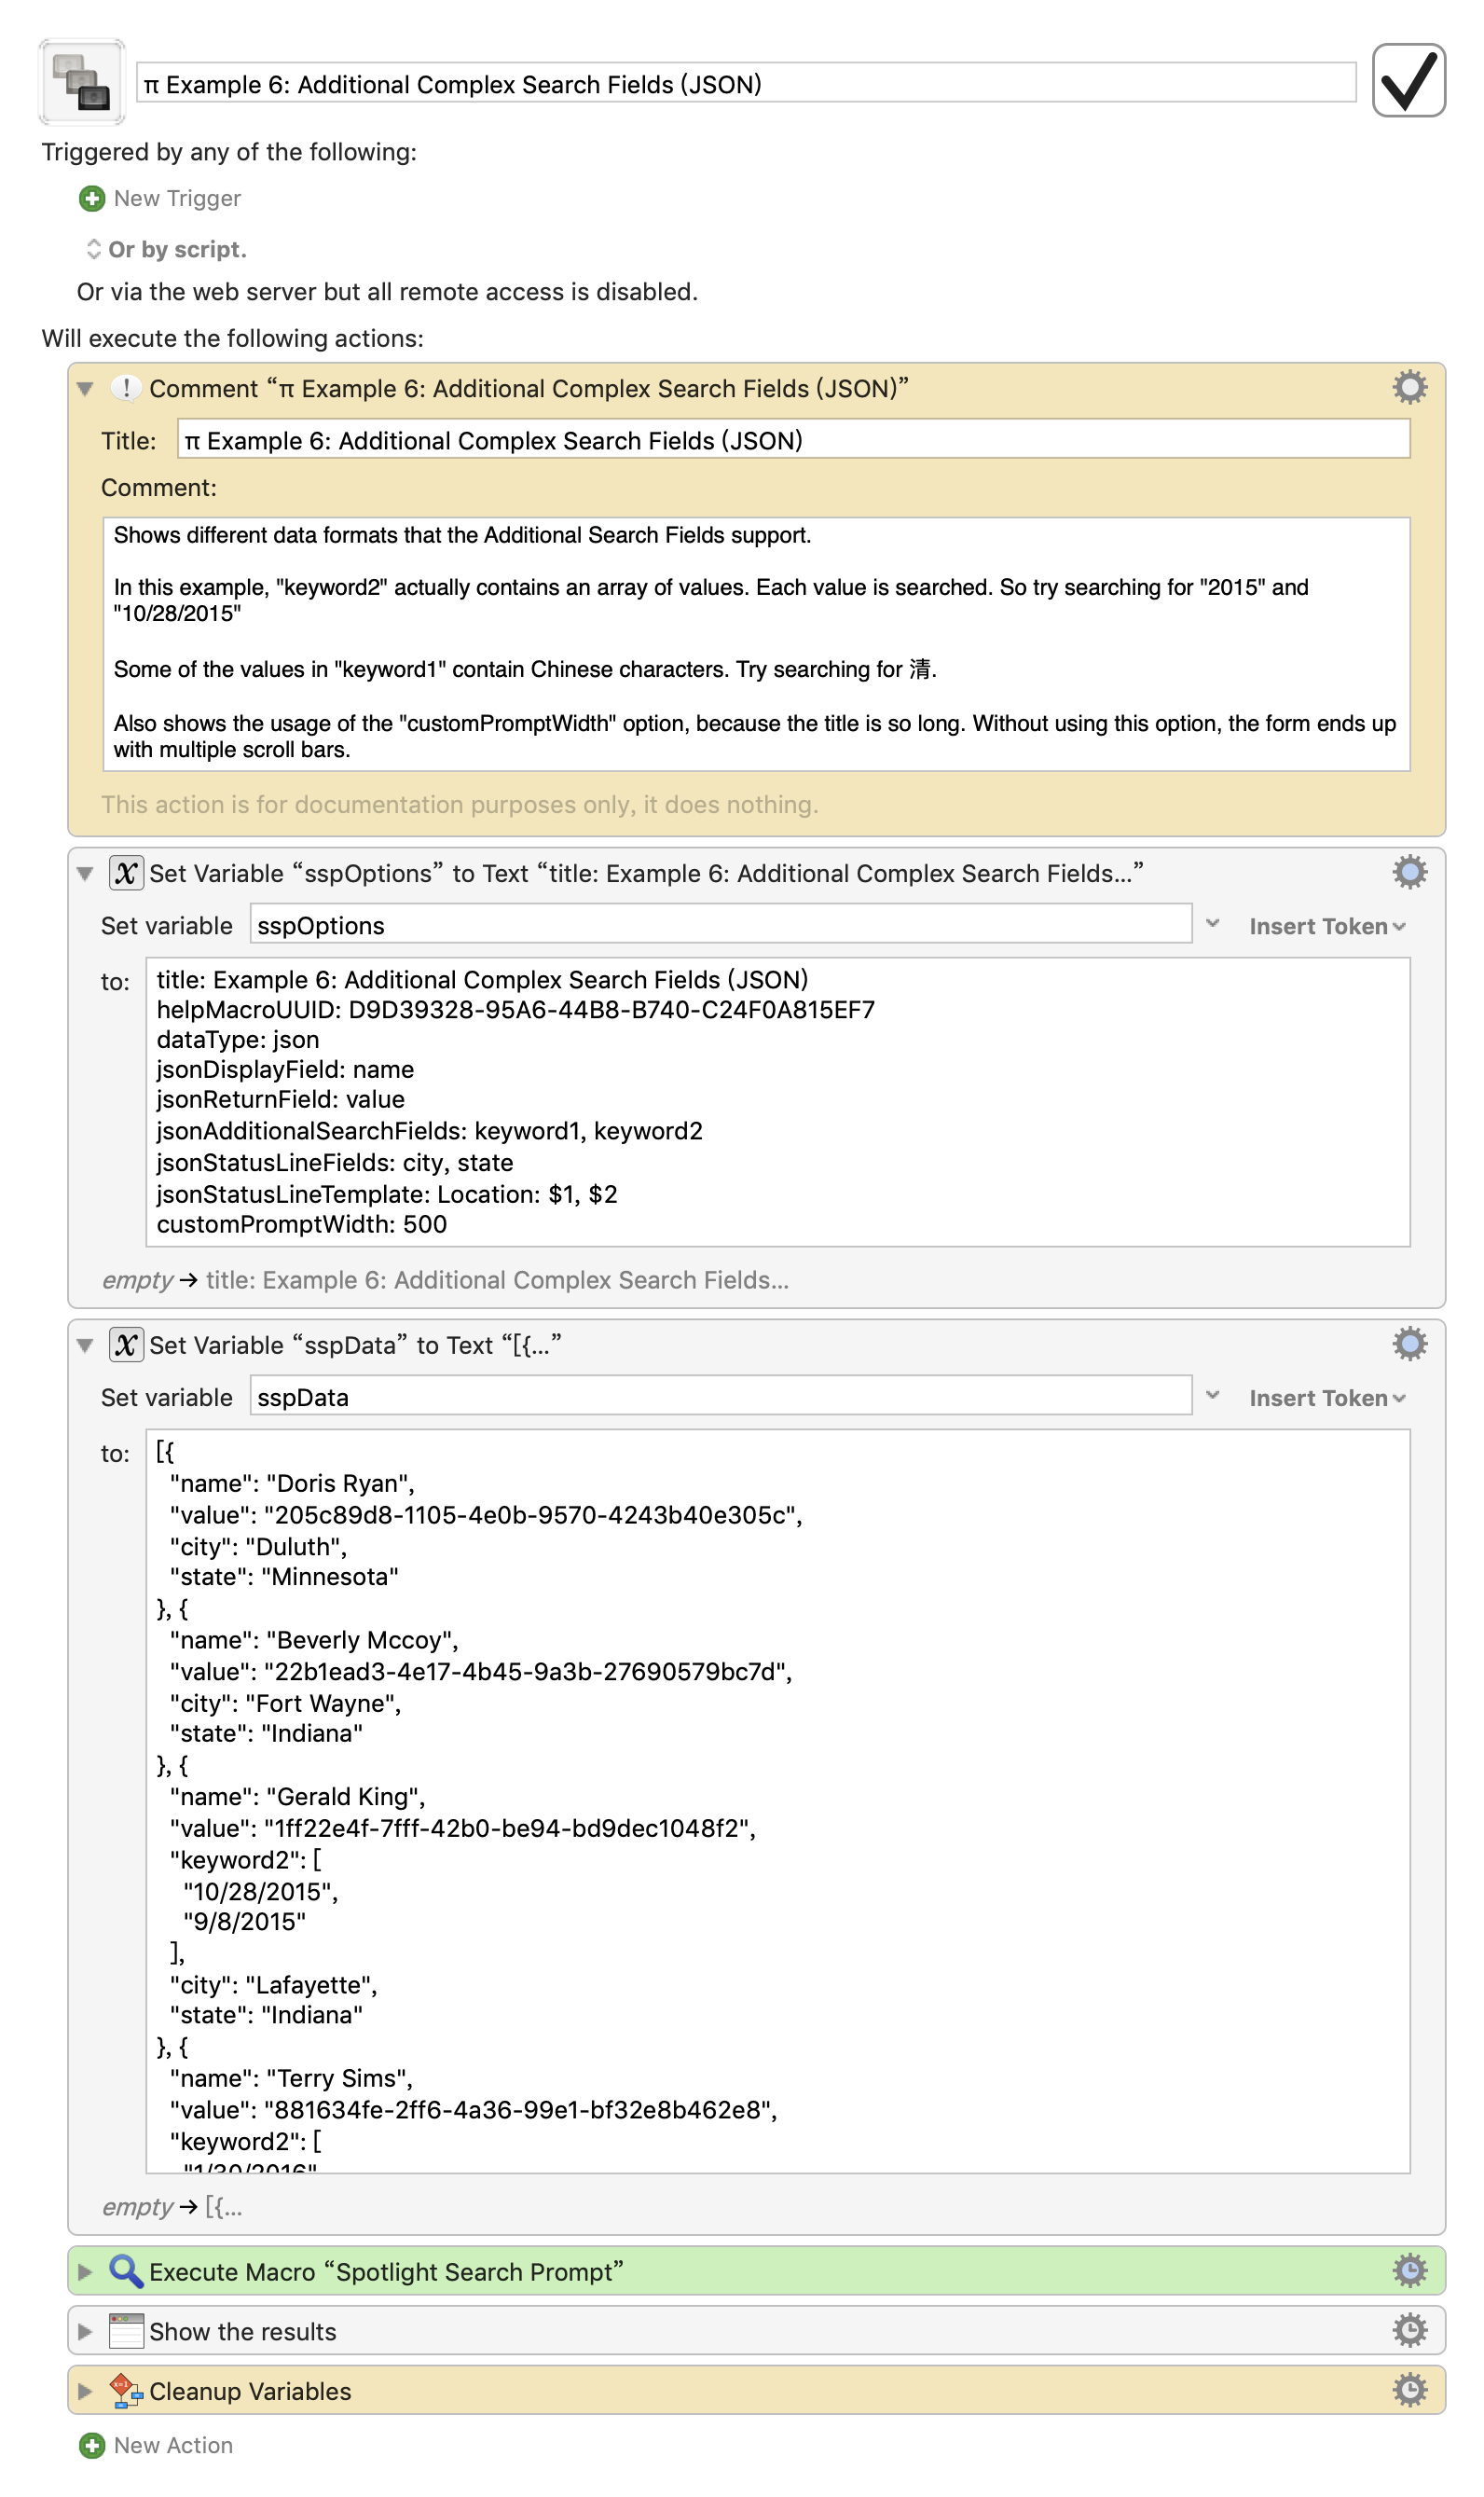 π Example 6: Additional Complex Search Fields (JSON)
Triggered by any of the following:
New Trigger
Or by script.
Or via the web server but all remote access is disabled.
Will execute the following actions:
Comment “π Example 6: Additional Complex Search Fields (JSON)”
Title: π Example 6: Additional Complex Search Fields (JSON)
Comment:
Shows different data formats that the Additional Search Fields support.
In this example, "keyword2" actually contains an array of values. Each value is searched. So try searching for "2015" and
"10/28/2015"
Some of the values in "keyword1" contain Chinese characters. Try searching for 清.
Also shows the usage of the "customPromptWidth" option, because the title is so long. Without using this option, the form ends up
with multiple scroll bars.
This action is for documentation purposes only, it does nothing.
Set Variable “sspOptions” to Text “title: Example 6: Additional Complex Search Fields…”
Set variable sspOptions Insert Token
to: title: Example 6: Additional Complex Search Fields (JSON)
helpMacroUUID: D9D39328-95A6-44B8-B740-C24F0A815EF7
dataType: json
jsonDisplayField: name
jsonReturnField: value
jsonAdditionalSearchFields: keyword1, keyword2
jsonStatusLineFields: city, state
jsonStatusLineTemplate: Location: $1, $2
customPromptWidth: 500
empty → title: Example 6: Additional Complex Search Fields…
Set Variable “sspData” to Text “[{…”
Set variable sspData Insert Token
to: [{
"name": "Doris Ryan",
"value": "205c89d8-1105-4e0b-9570-4243b40e305c",
"city": "Duluth",
"state": "Minnesota"
}, {
"name": "Beverly Mccoy",
"value": "22b1ead3-4e17-4b45-9a3b-27690579bc7d",
"city": "Fort Wayne",
"state": "Indiana"
}, {
"name": "Gerald King",
"value": "1ff22e4f-7fff-42b0-be94-bd9dec1048f2",
"keyword2": [
"10/28/2015",
"9/8/2015"
],
"city": "Lafayette",
"state": "Indiana"
}, {
"name": "Terry Sims",
"value": "881634fe-2ff6-4a36-99e1-bf32e8b462e8",
"keyword2": [
"1/30/2016"
empty → [{…
Execute Macro “Spotlight Search Prompt”
Show the results
Cleanup Variables
New Action